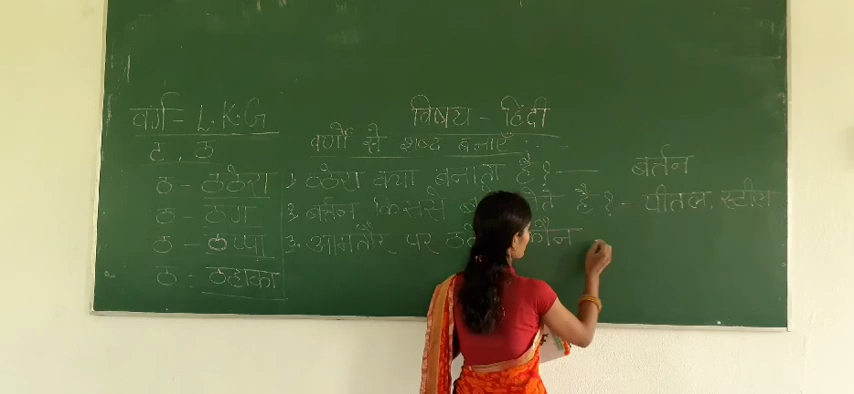 वर्ग - L.K.G
विषय - हिंदी
वर्णों से शब्द बनाएँ : - -
ट, ठ
ठ - ठठेरा
1. ठठेरा क्या बनाता है? —
बर्तन
ठ - ठग
2. बर्तन किससे है? - पीतल, स्टील
ठ - ठप्पा
3. आमतौर पर कौन
ठ - ठहाका